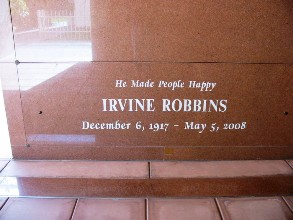 He Made People Happy
IRVINE ROBBINS
December 6, 1917 - May 5, 2008